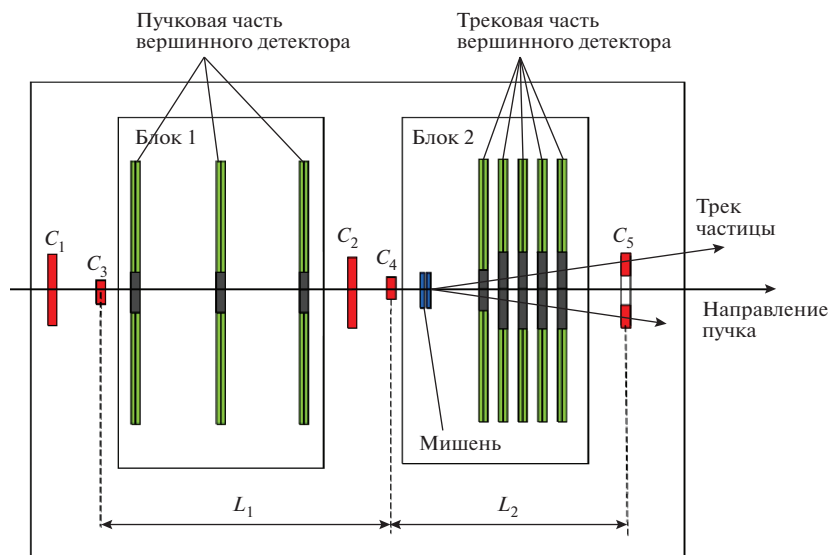 Пучковая часть
вершинного детектора
Трековая часть
вершинного детектора
Блок 1
Блок 2
Трек
частицы
C₁
C₃
C₂
C₄
C₅
Направление
пучка
Мишень
L₁
L₂